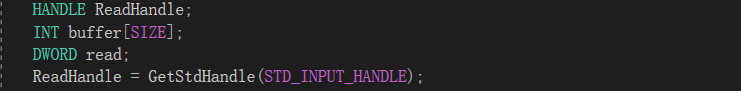 HANDLE ReadHandle;
INT buffer[SIZE];
DWORD read;
ReadHandle = GetStdHandle(STD_INPUT_HANDLE);